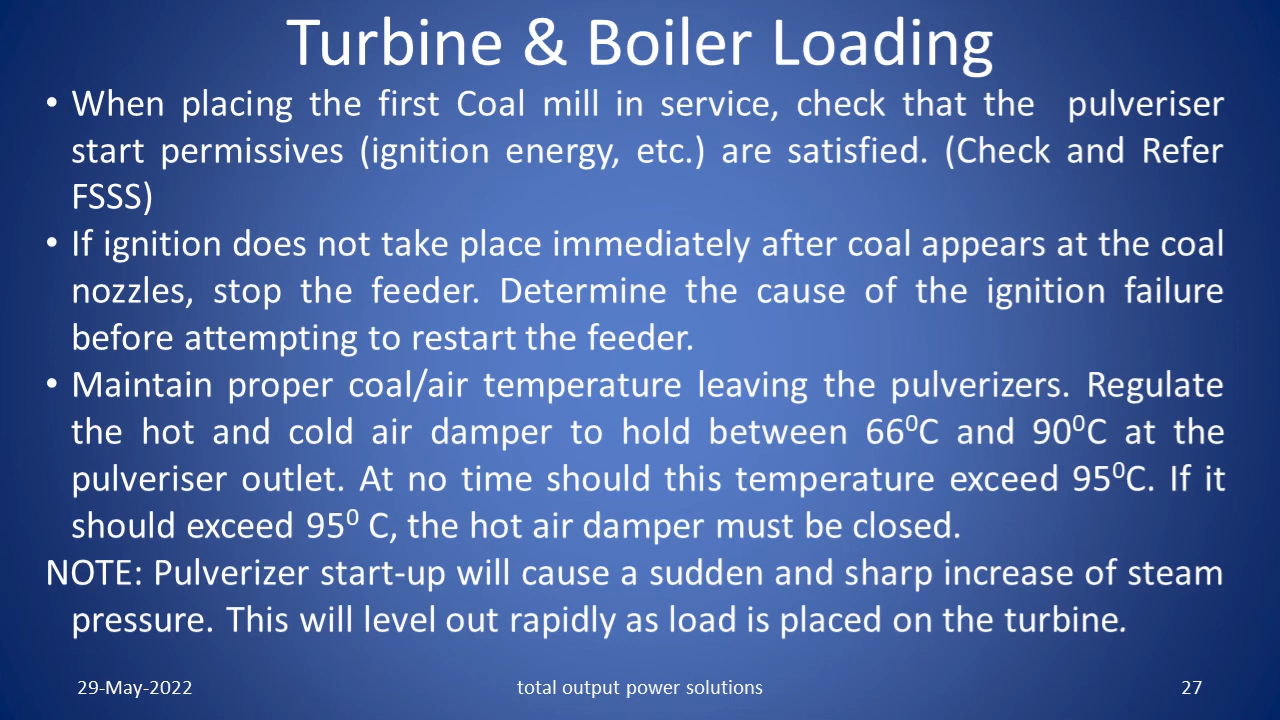 Turbine & Boiler Loading
• When placing the first Coal mill in service, check that the pulveriser
start permissives (ignition energy, etc.) are satisfied. (Check and Refer
FSSS)
• If ignition does not take place immediately after coal appears at the coal
nozzles, stop the feeder. Determine the cause of the ignition failure
before attempting to restart the feeder.
• Maintain proper coal/air temperature leaving the pulverizers. Regulate
the hot and cold air damper to hold between 66⁰C and 90⁰C at the
pulveriser outlet. At no time should this temperature exceed 95⁰C. If it
should exceed 95⁰ C, the hot air damper must be closed.
NOTE: Pulverizer start-up will cause a sudden and sharp increase of steam
pressure. This will level out rapidly as load is placed on the turbine.
29-May-2022
total output power solutions
27